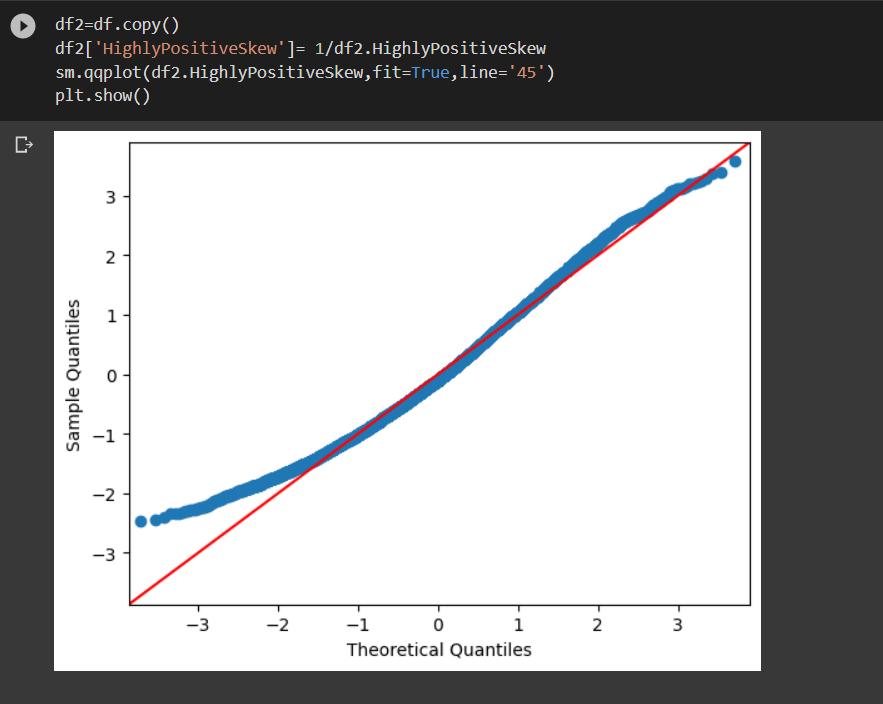 df2=df.copy()
df2['HighlyPositiveSkew']= 1/df2.HighlyPositiveSkew
sm.qqplot(df2.HighlyPositiveSkew,fit=True,line='45')
plt.show()
3
2
1
0
−1
−2
−3
Sample Quantiles
−3 −2 −1 0 1 2 3
Theoretical Quantiles